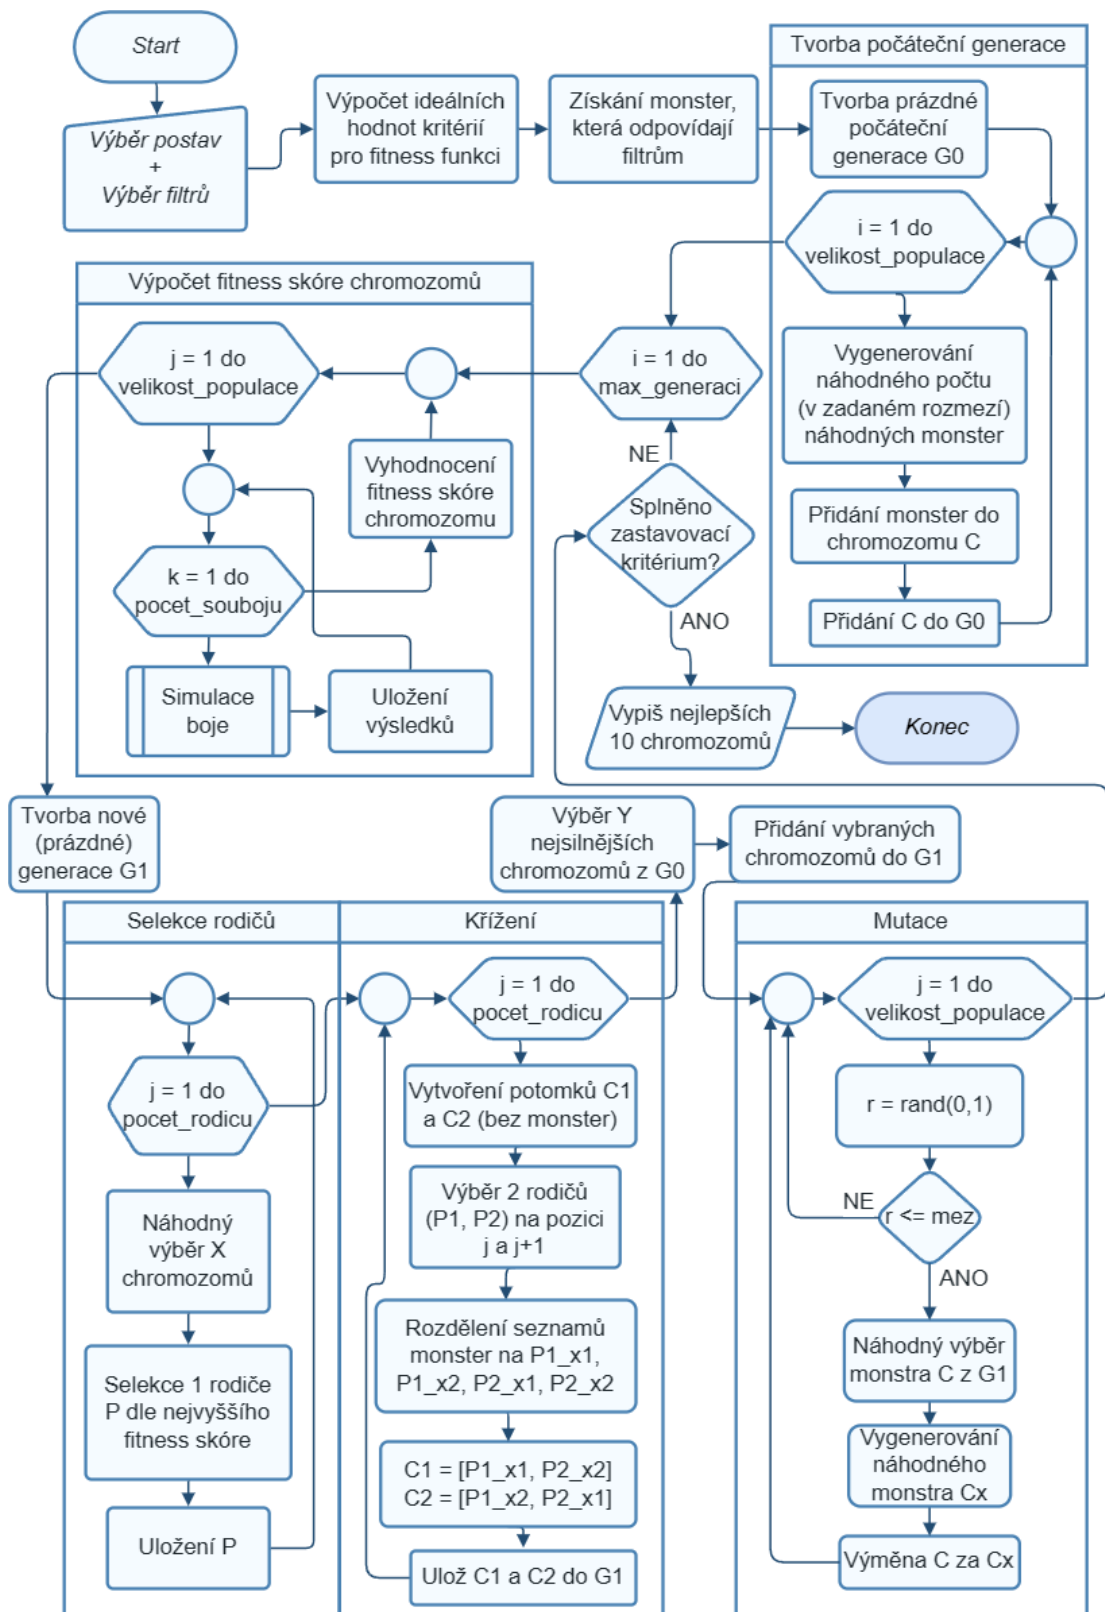 Start
Výběr postav
+
Výběr filtrů
Výpočet ideálních
hodnot kritérií
pro fitness funkci
Získání monster,
která odpovídají
filtrům
Tvorba počáteční generace
Tvorba prázdné
počáteční
generace G0
i = 1 do
velikost_populace
Vygenerování
náhodného počtu
(v zadaném rozmezí)
náhodných monster
Přidání monster do
chromozomu C
Přidání C do G0
i = 1 do
max_generaci
NE
Splněno
zastavovací
kritérium?
ANO
Vypiš nejlepších
10 chromozomů
Konec
Výpočet fitness skóre chromozomů
j = 1 do
velikost_populace
Vyhodnocení
fitness skóre
chromozomu
k = 1 do
pocet_souboju
Simulace
boje
Uložení
výsledků
Tvorba nové
(prázdné)
generace G1
Selekce rodičů
j = 1 do
pocet_rodicu
Náhodný
výběr X
chromozomů
Selekce 1 rodiče
P dle nejvyššího
fitness skóre
Uložení P
Křížení
j = 1 do
pocet_rodicu
Vytvoření potomků C1
a C2 (bez monster)
Výběr 2 rodičů
(P1, P2) na pozici
j a j+1
Rozdělení seznamů
monster na P1_x1,
P1_x2, P2_x1, P2_x2
C1 = [P1_x1, P2_x2]
C2 = [P1_x2, P2_x1]
Ulož C1 a C2 do G1
Výběr Y
nejsilnějších
chromozomů z G0
Přidání vybraných
chromozomů do G1
Mutace
j = 1 do
velikost_populace
r = rand(0,1)
NE
r <= mez
ANO
Náhodný výběr
monstra C z G1
Vygenerování
náhodného
monstra Cx
Výměna C za Cx